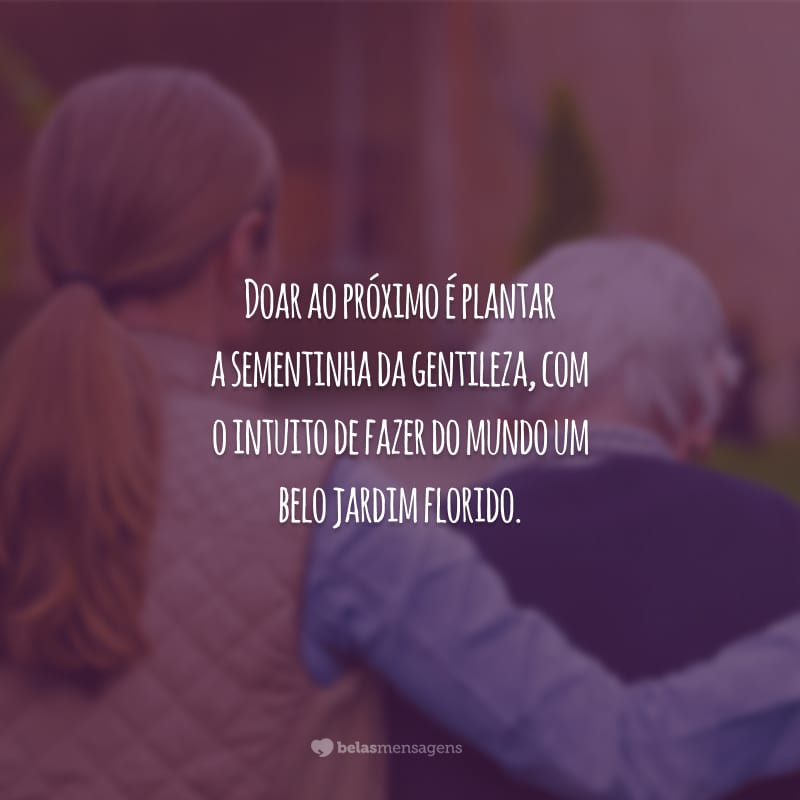 Doar ao próximo é plantar
a sementinha da gentileza, com
o intuito de fazer do mundo um
belo jardim florido.
belasmensagens